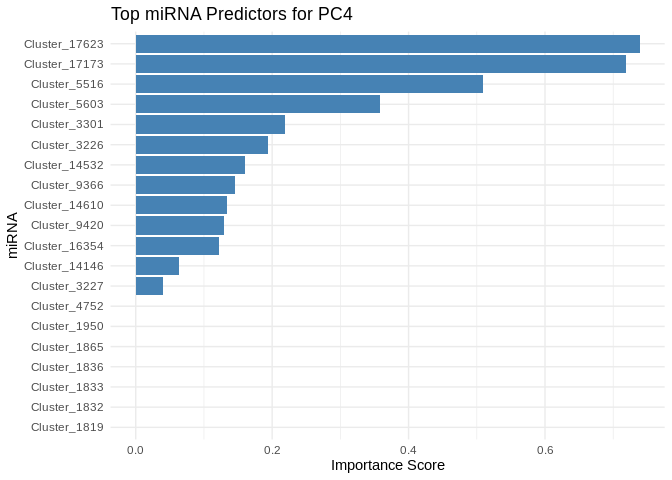 Top miRNA Predictors for PC4
Cluster_17623
Cluster_17173
Cluster_5516
Cluster_5603
Cluster_3301
Cluster_3226
Cluster_14532
Cluster_9366
Cluster_14610
Cluster_9420
Cluster_16354
Cluster_14146
Cluster_3227
Cluster_4752
Cluster_1950
Cluster_1865
Cluster_1836
Cluster_1833
Cluster_1832
Cluster_1819
miRNA
0.0 0.2 0.4 0.6
Importance Score